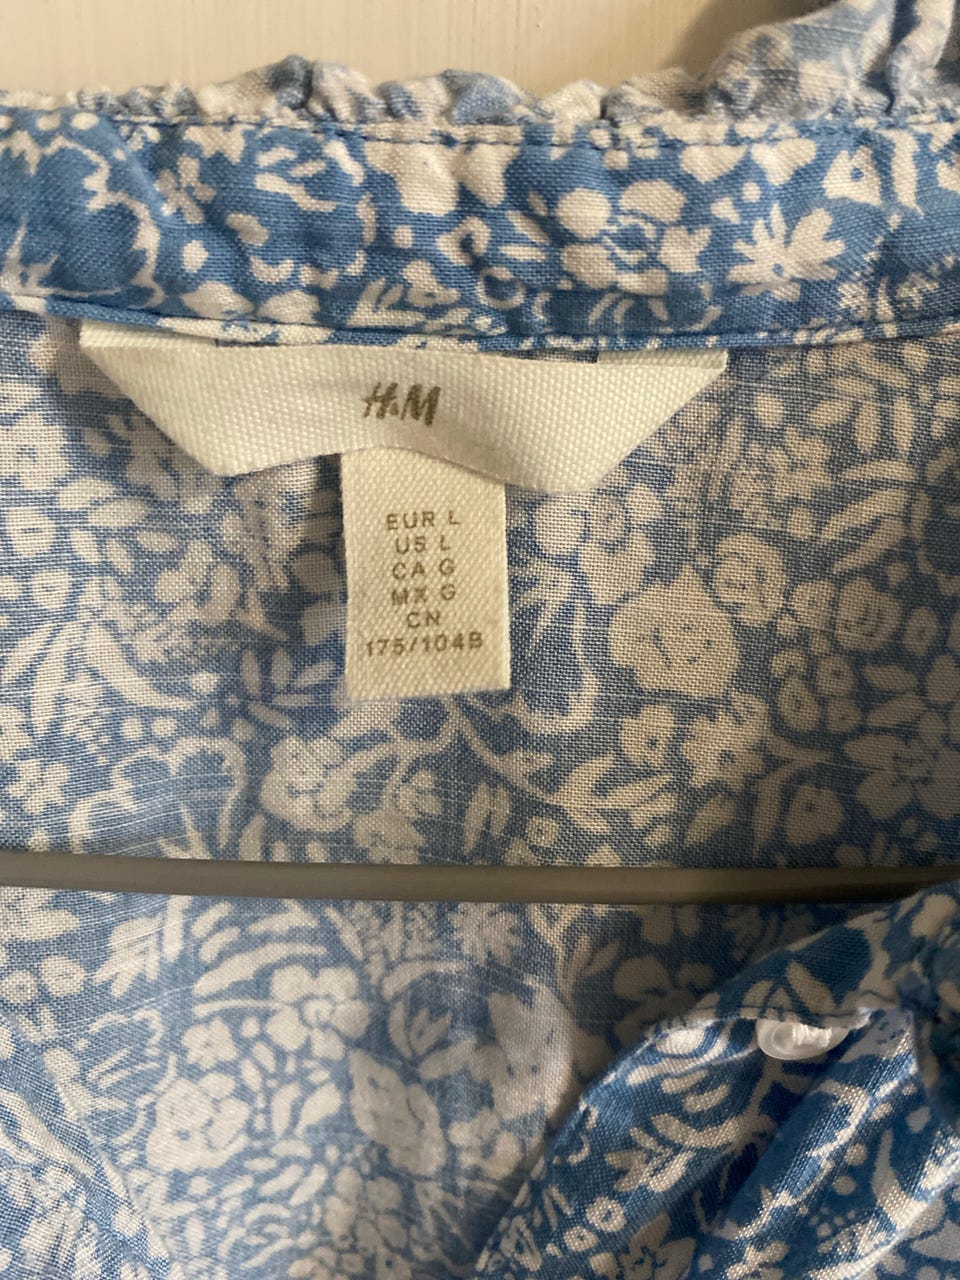 H&M
EUR L
US L
CA G
MX G
CN
175/104B